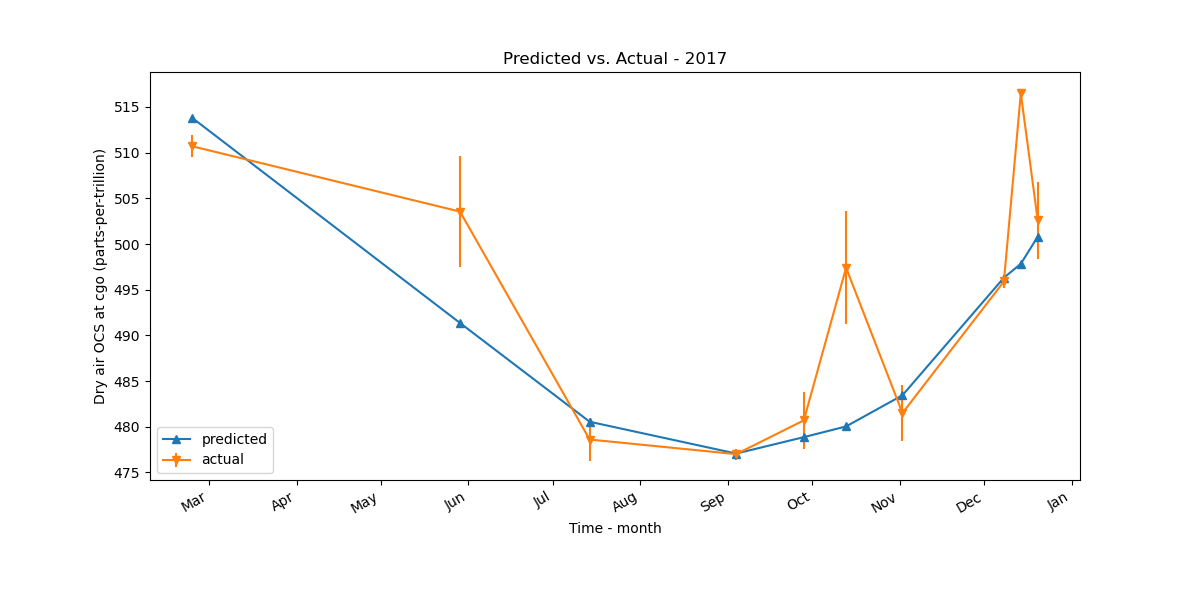 Predicted vs. Actual - 2017
Dry air OCS at cgo (parts-per-trillion)
515
510
505
500
495
490
485
480
475
predicted
actual
Mar
Apr
May
Jun
Jul
Aug
Sep
Oct
Nov
Dec
Jan
Time - month